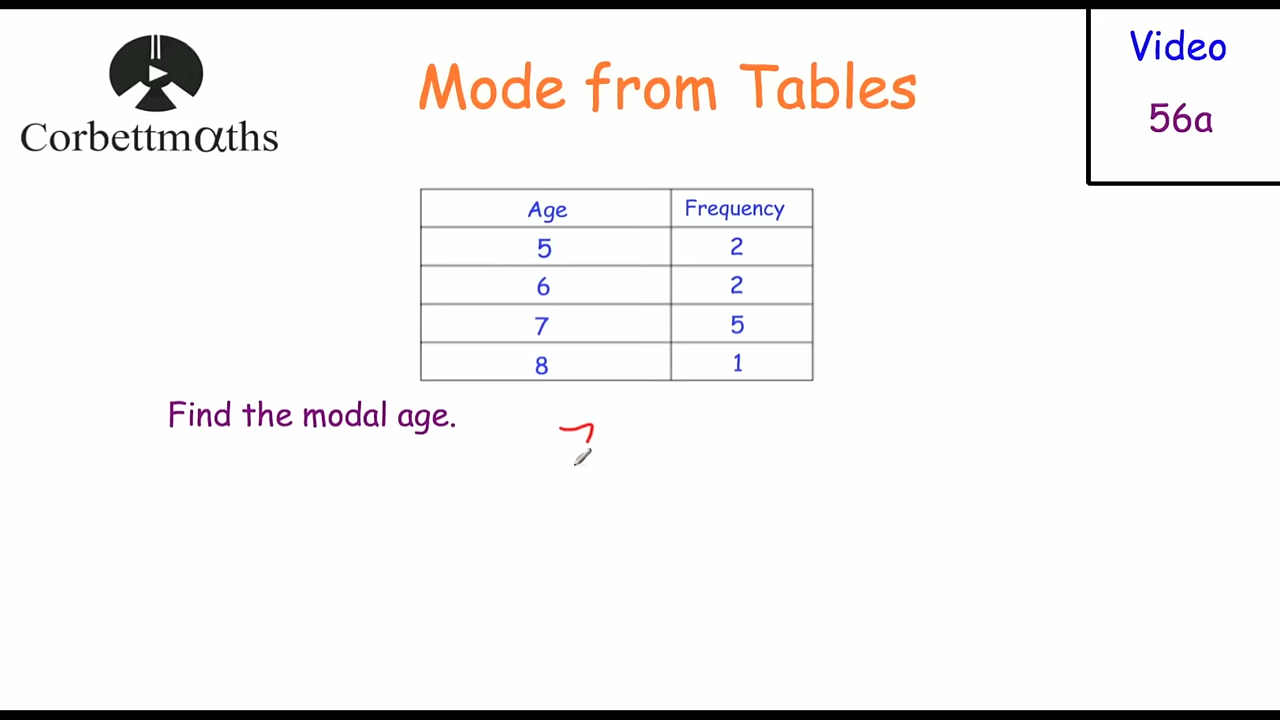 Corbettmαths
Mode from Tables
Video
56a
Age Frequency
5 2
6 2
7 5
8 1
Find the modal age.
7